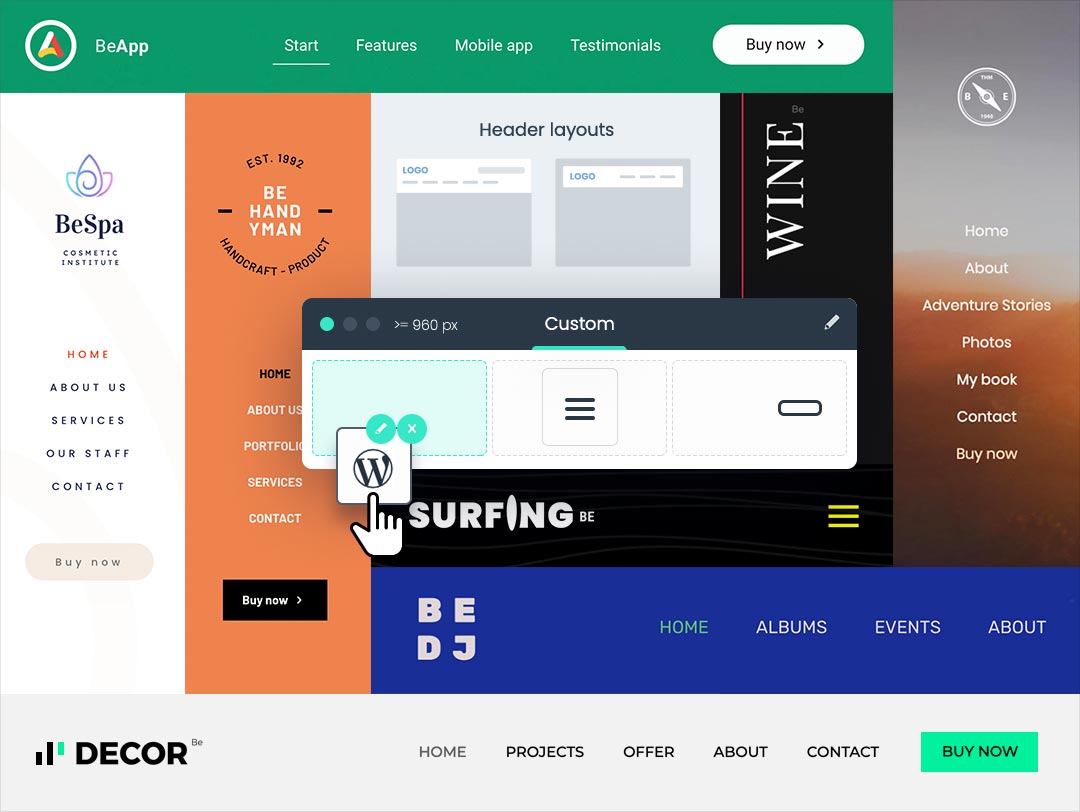 BeApp
Start
Features
Mobile app
Testimonials
Buy now
BeSpa
COSMETIC
INSTITUTE
HOME
ABOUT US
SERVICES
OUR STAFF
CONTACT
Buy now
EST. 1992
BE
HAND
YMAN
HANDCRAFT - PRODUCT
HOME
ABOUT US
PORTFOLIO
SERVICES
CONTACT
Buy now
Header layouts
LOGO
LOGO
Be
WINE
THM
B E
1948
Home
About
Adventure Stories
Photos
My book
Contact
Buy now
>= 960 px
Custom
W
SURFING BE
BE
DJ
HOME
ALBUMS
EVENTS
ABOUT
DECOR Be
HOME
PROJECTS
OFFER
ABOUT
CONTACT
BUY NOW